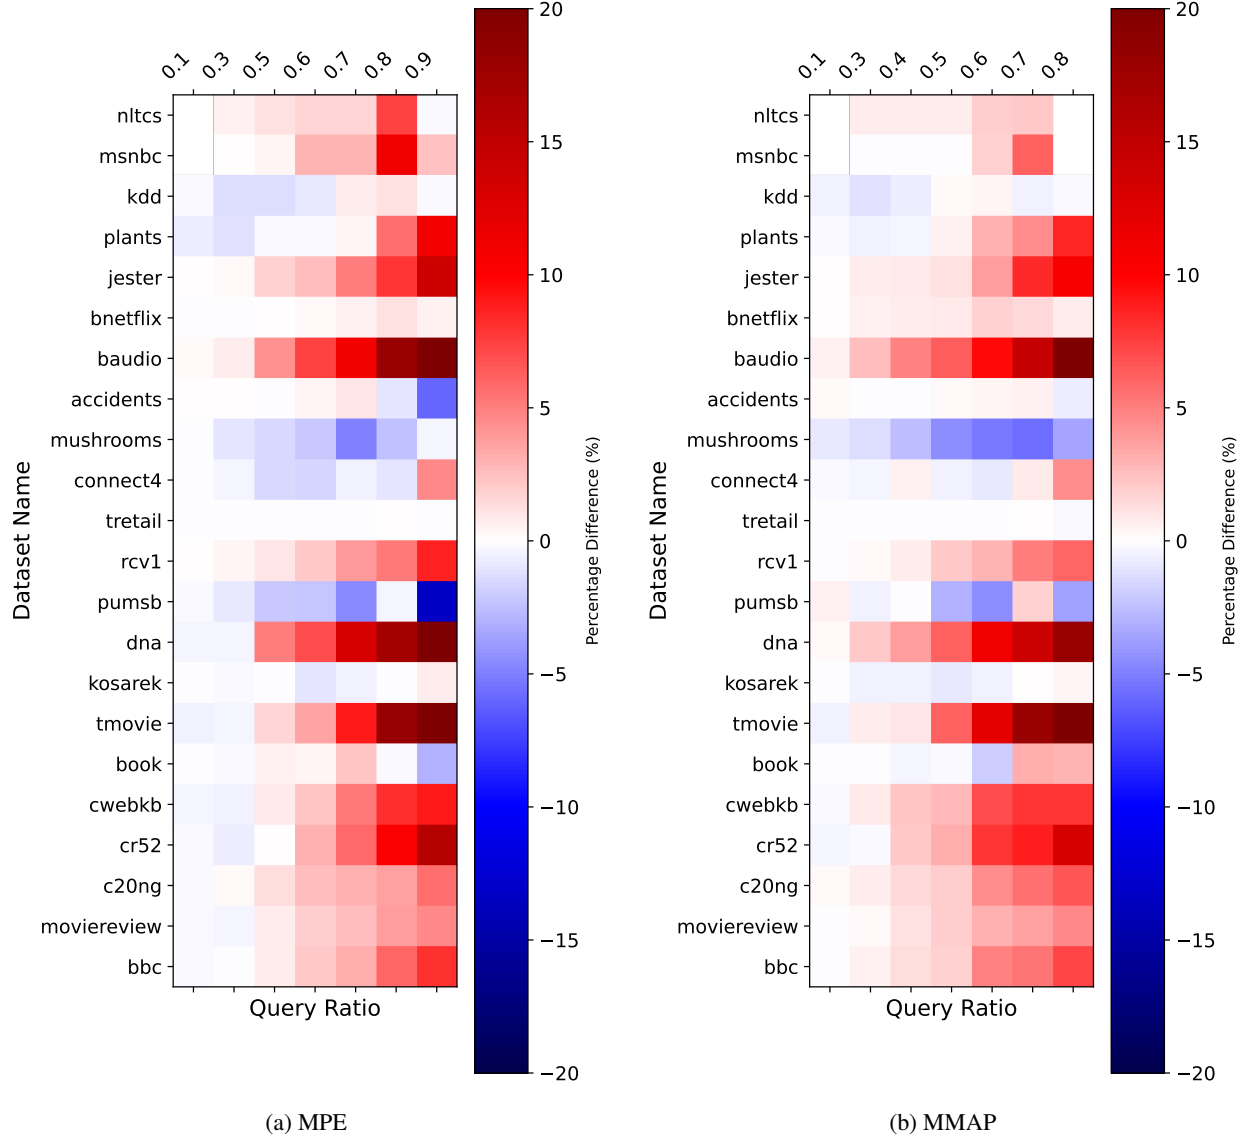 0.1 0.3 0.5 0.6 0.7 0.8 0.9
nltcs
msnbc
kdd
plants
jester
bnetflix
baudio
accidents
mushrooms
connect4
tretail
rcv1
pumsb
dna
kosarek
tmovie
book
cwebkb
cr52
c20ng
moviereview
bbc
Dataset Name
Query Ratio
20
15
10
5
0
−5
−10
−15
−20
Percentage Difference (%)
(a) MPE
0.1 0.3 0.4 0.5 0.6 0.7 0.8
nltcs
msnbc
kdd
plants
jester
bnetflix
baudio
accidents
mushrooms
connect4
tretail
rcv1
pumsb
dna
kosarek
tmovie
book
cwebkb
cr52
c20ng
moviereview
bbc
Dataset Name
Query Ratio
20
15
10
5
0
−5
−10
−15
−20
Percentage Difference (%)
(b) MMAP